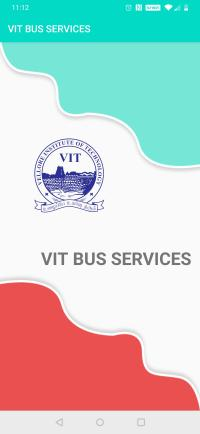 11:12
VIT BUS SERVICES
VELLORE INSTITUTE OF TECHNOLOGY
VIT
VIT BUS SERVICES